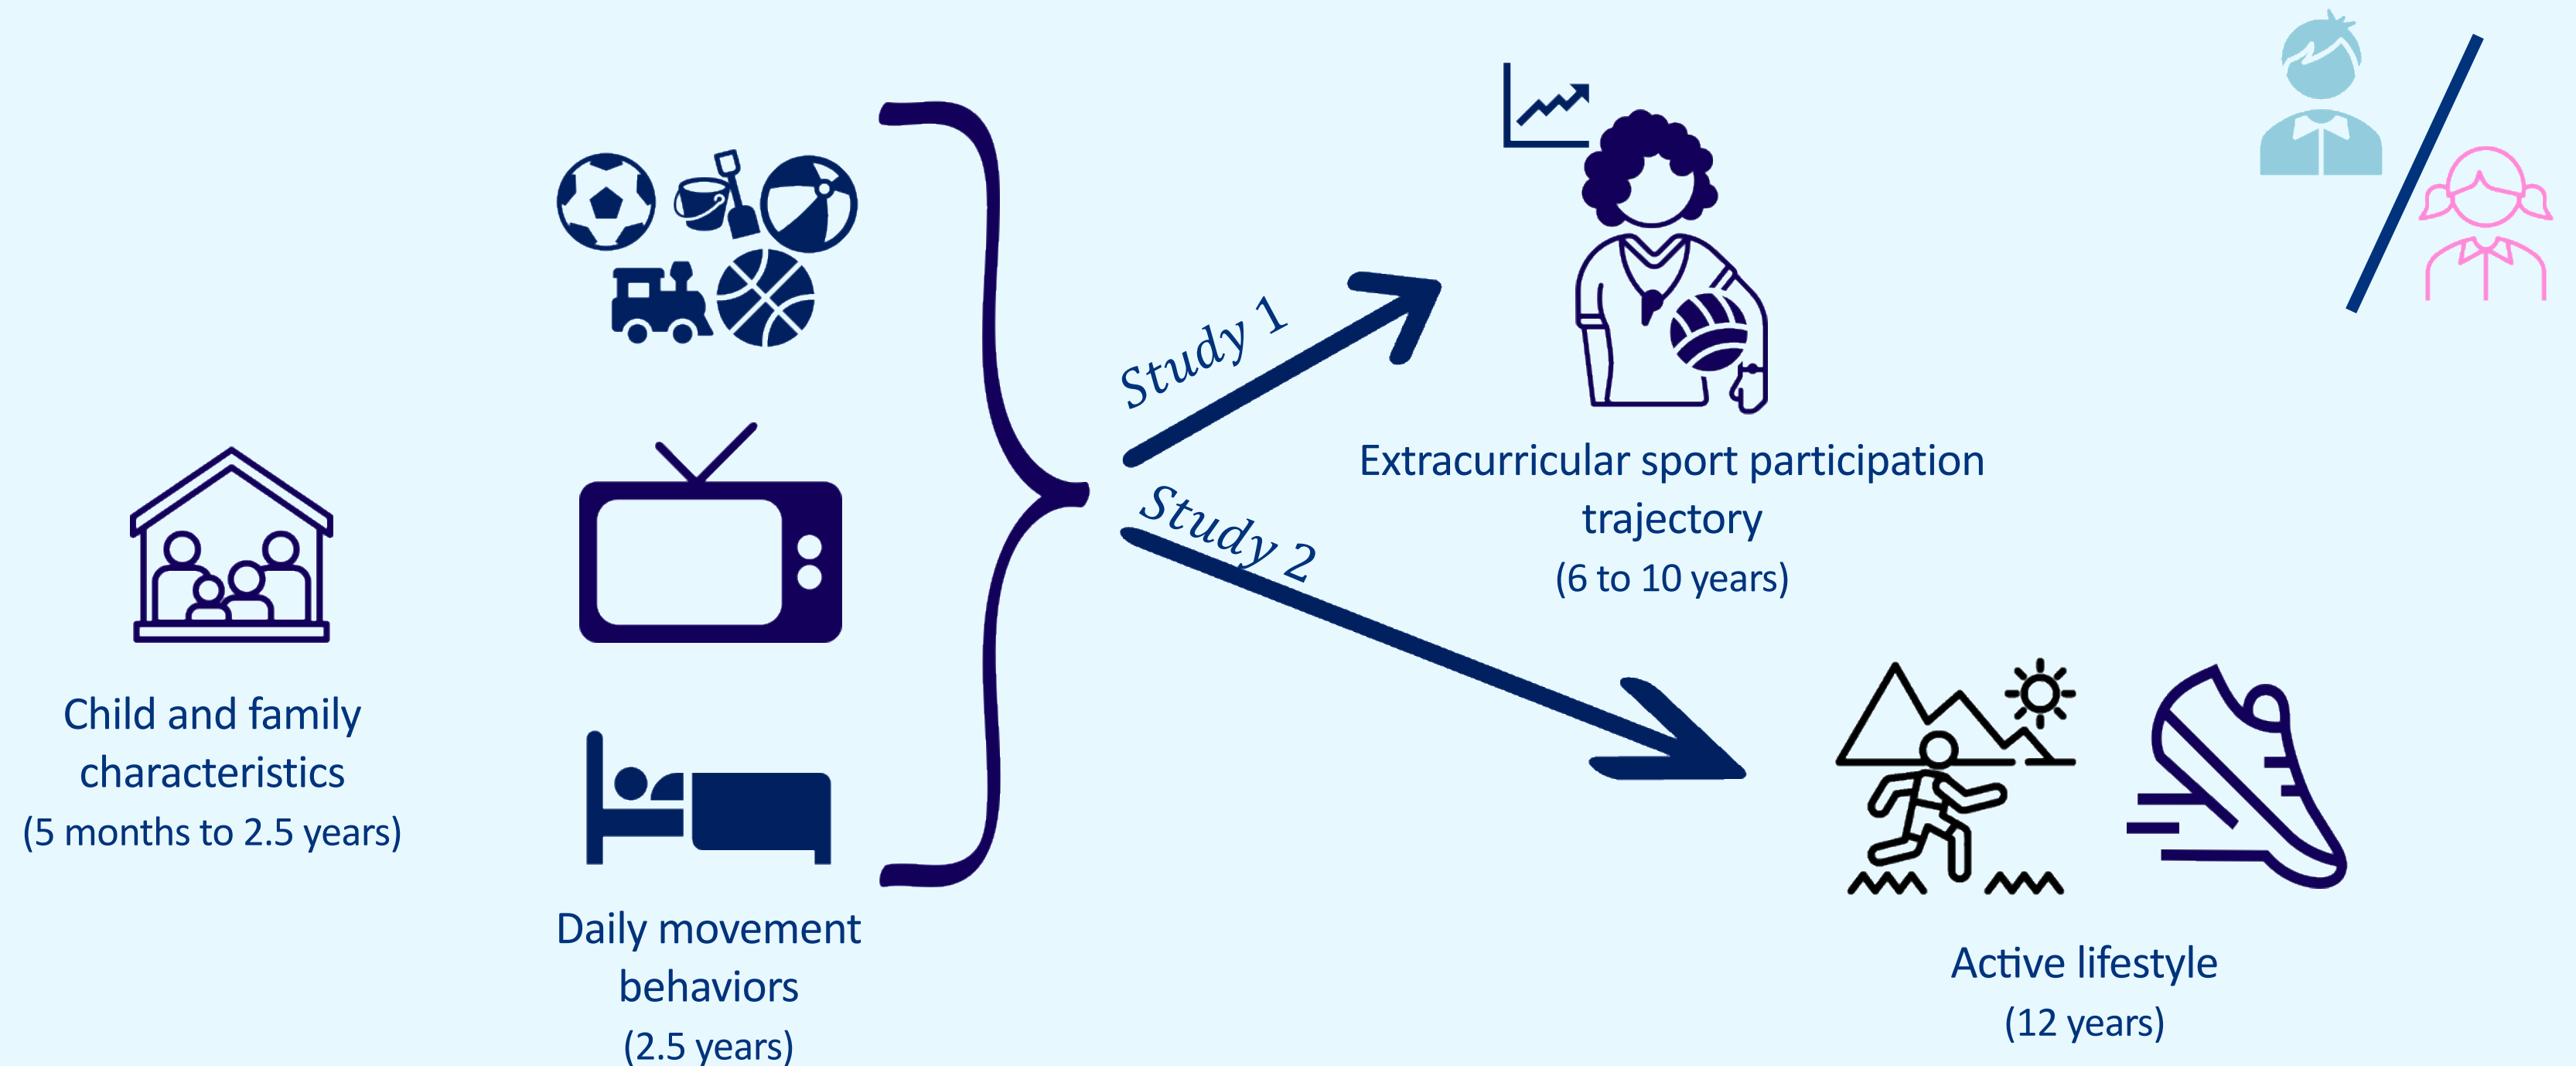 Study 1
Extracurricular sport participation
trajectory
(6 to 10 years)
Study 2
Child and family
characteristics
(5 months to 2.5 years)
Daily movement
behaviors
(2.5 years)
Active lifestyle
(12 years)